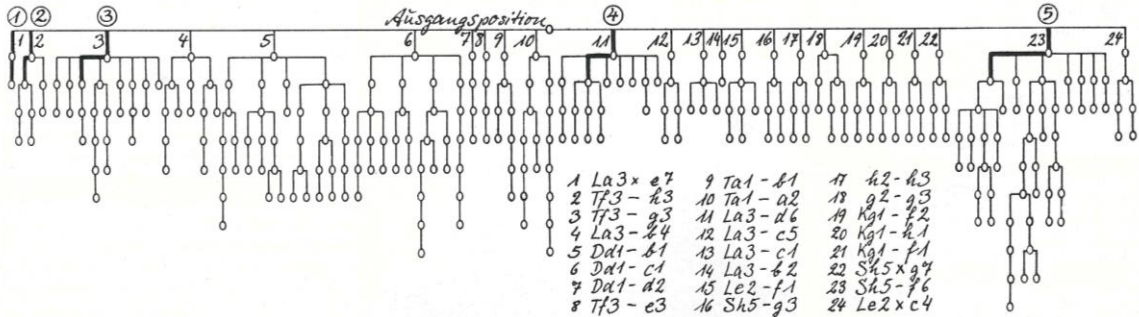 ① ② ③ Ausgangsposition ④ ⑤
1 2 3 4 5 6 7 8 9 10 11 12 13 14 15 16 17 18 19 20 21 22 23 24
1 La3 x e7
2 Tf3 - h3
3 Tf3 - g3
4 La3 - b4
5 Dd1 - b1
6 Dd1 - c1
7 Dd1 - d2
8 Tf3 - e3
9 Ta1 - b1
10 Ta1 - a2
11 La3 - d6
12 La3 - c5
13 La3 - c1
14 La3 - b2
15 Le2 - f1
16 Sh5 - g3
17 h2 - h3
18 g2 - g3
19 Kg1 - f2
20 Kg1 - h1
21 Kg1 - f1
22 Sh5 x g7
23 Sh5 - f6
24 Le2 x c4